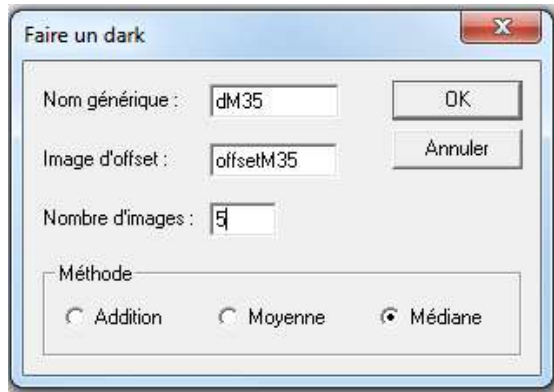 Faire un dark
Nom générique : dM35 OK
Image d'offset : offsetM35 Annuler
Nombre d'images : 5
Méthode
Addition Moyenne Médiane